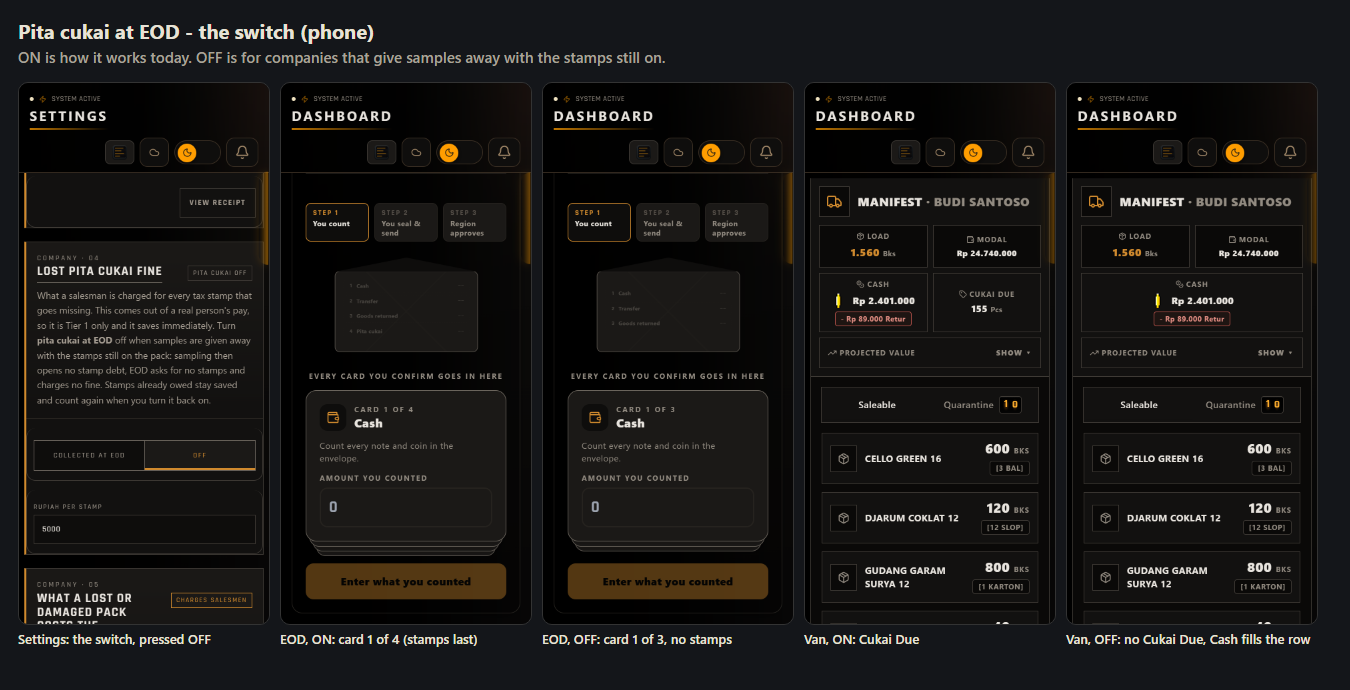 Pita cukai at EOD - the switch (phone)
ON is how it works today. OFF is for companies that give samples away with the stamps still on.
SYSTEM ACTIVE
SETTINGS
VIEW RECEIPT
COMPANY · 04
LOST PITA CUKAI FINE
PITA CUKAI OFF
What a salesman is charged for every tax stamp that
goes missing. This comes out of a real person's pay,
so it is Tier 1 only and it saves immediately. Turn
pita cukai at EOD off when samples are given away
with the stamps still on the pack: sampling then
opens no stamp debt, EOD asks for no stamps and
charges no fine. Stamps already owed stay saved
and count again when you turn it back on.
COLLECTED AT EOD
OFF
RUPIAH PER STAMP
5000
COMPANY · 05
WHAT A LOST OR
DAMAGED PACK
COSTS THE
CHARGES SALESMEN
Settings: the switch, pressed OFF
SYSTEM ACTIVE
DASHBOARD
STEP 1
You count
STEP 2
You seal &
send
STEP 3
Region
approves
1 Cash
2 Transfer
3 Goods returned
4 Pita cukai
EVERY CARD YOU CONFIRM GOES IN HERE
CARD 1 OF 4
Cash
Count every note and coin in the
envelope.
AMOUNT YOU COUNTED
0
Enter what you counted
EOD, ON: card 1 of 4 (stamps last)
SYSTEM ACTIVE
DASHBOARD
STEP 1
You count
STEP 2
You seal &
send
STEP 3
Region
approves
1 Cash
2 Transfer
3 Goods returned
EVERY CARD YOU CONFIRM GOES IN HERE
CARD 1 OF 3
Cash
Count every note and coin in the
envelope.
AMOUNT YOU COUNTED
0
Enter what you counted
EOD, OFF: card 1 of 3, no stamps
SYSTEM ACTIVE
DASHBOARD
MANIFEST · BUDI SANTOSO
LOAD
1.560 Bks
MODAL
Rp 24.740.000
CASH
Rp 2.401.000
- Rp 89.000 Retur
CUKAI DUE
155 Pcs
PROJECTED VALUE
SHOW
Saleable
Quarantine 10
CELLO GREEN 16
600 BKS
[3 BAL]
DJARUM COKLAT 12
120 BKS
[12 SLOP]
GUDANG GARAM
SURYA 12
800 BKS
[1 KARTON]
Van, ON: Cukai Due
SYSTEM ACTIVE
DASHBOARD
MANIFEST · BUDI SANTOSO
LOAD
1.560 Bks
MODAL
Rp 24.740.000
CASH
Rp 2.401.000
- Rp 89.000 Retur
PROJECTED VALUE
SHOW
Saleable
Quarantine 10
CELLO GREEN 16
600 BKS
[3 BAL]
DJARUM COKLAT 12
120 BKS
[12 SLOP]
GUDANG GARAM
SURYA 12
800 BKS
[1 KARTON]
Van, OFF: no Cukai Due, Cash fills the row